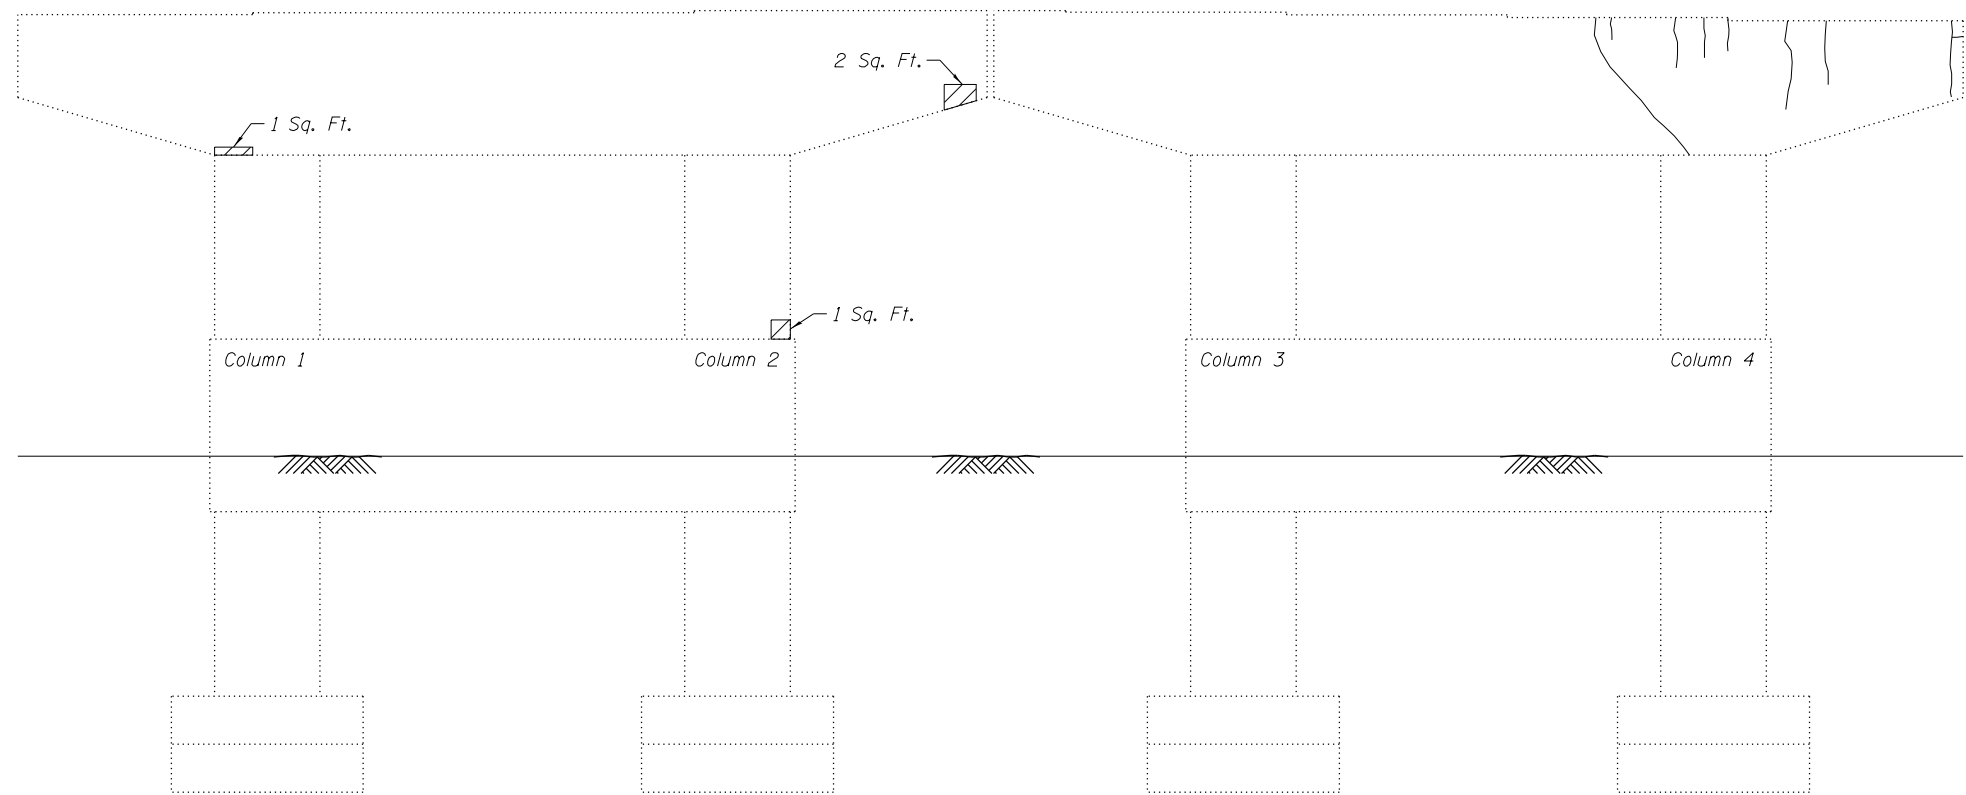 2 Sq. Ft.
1 Sq. Ft.
1 Sq. Ft.
Column 1
Column 2
Column 3
Column 4